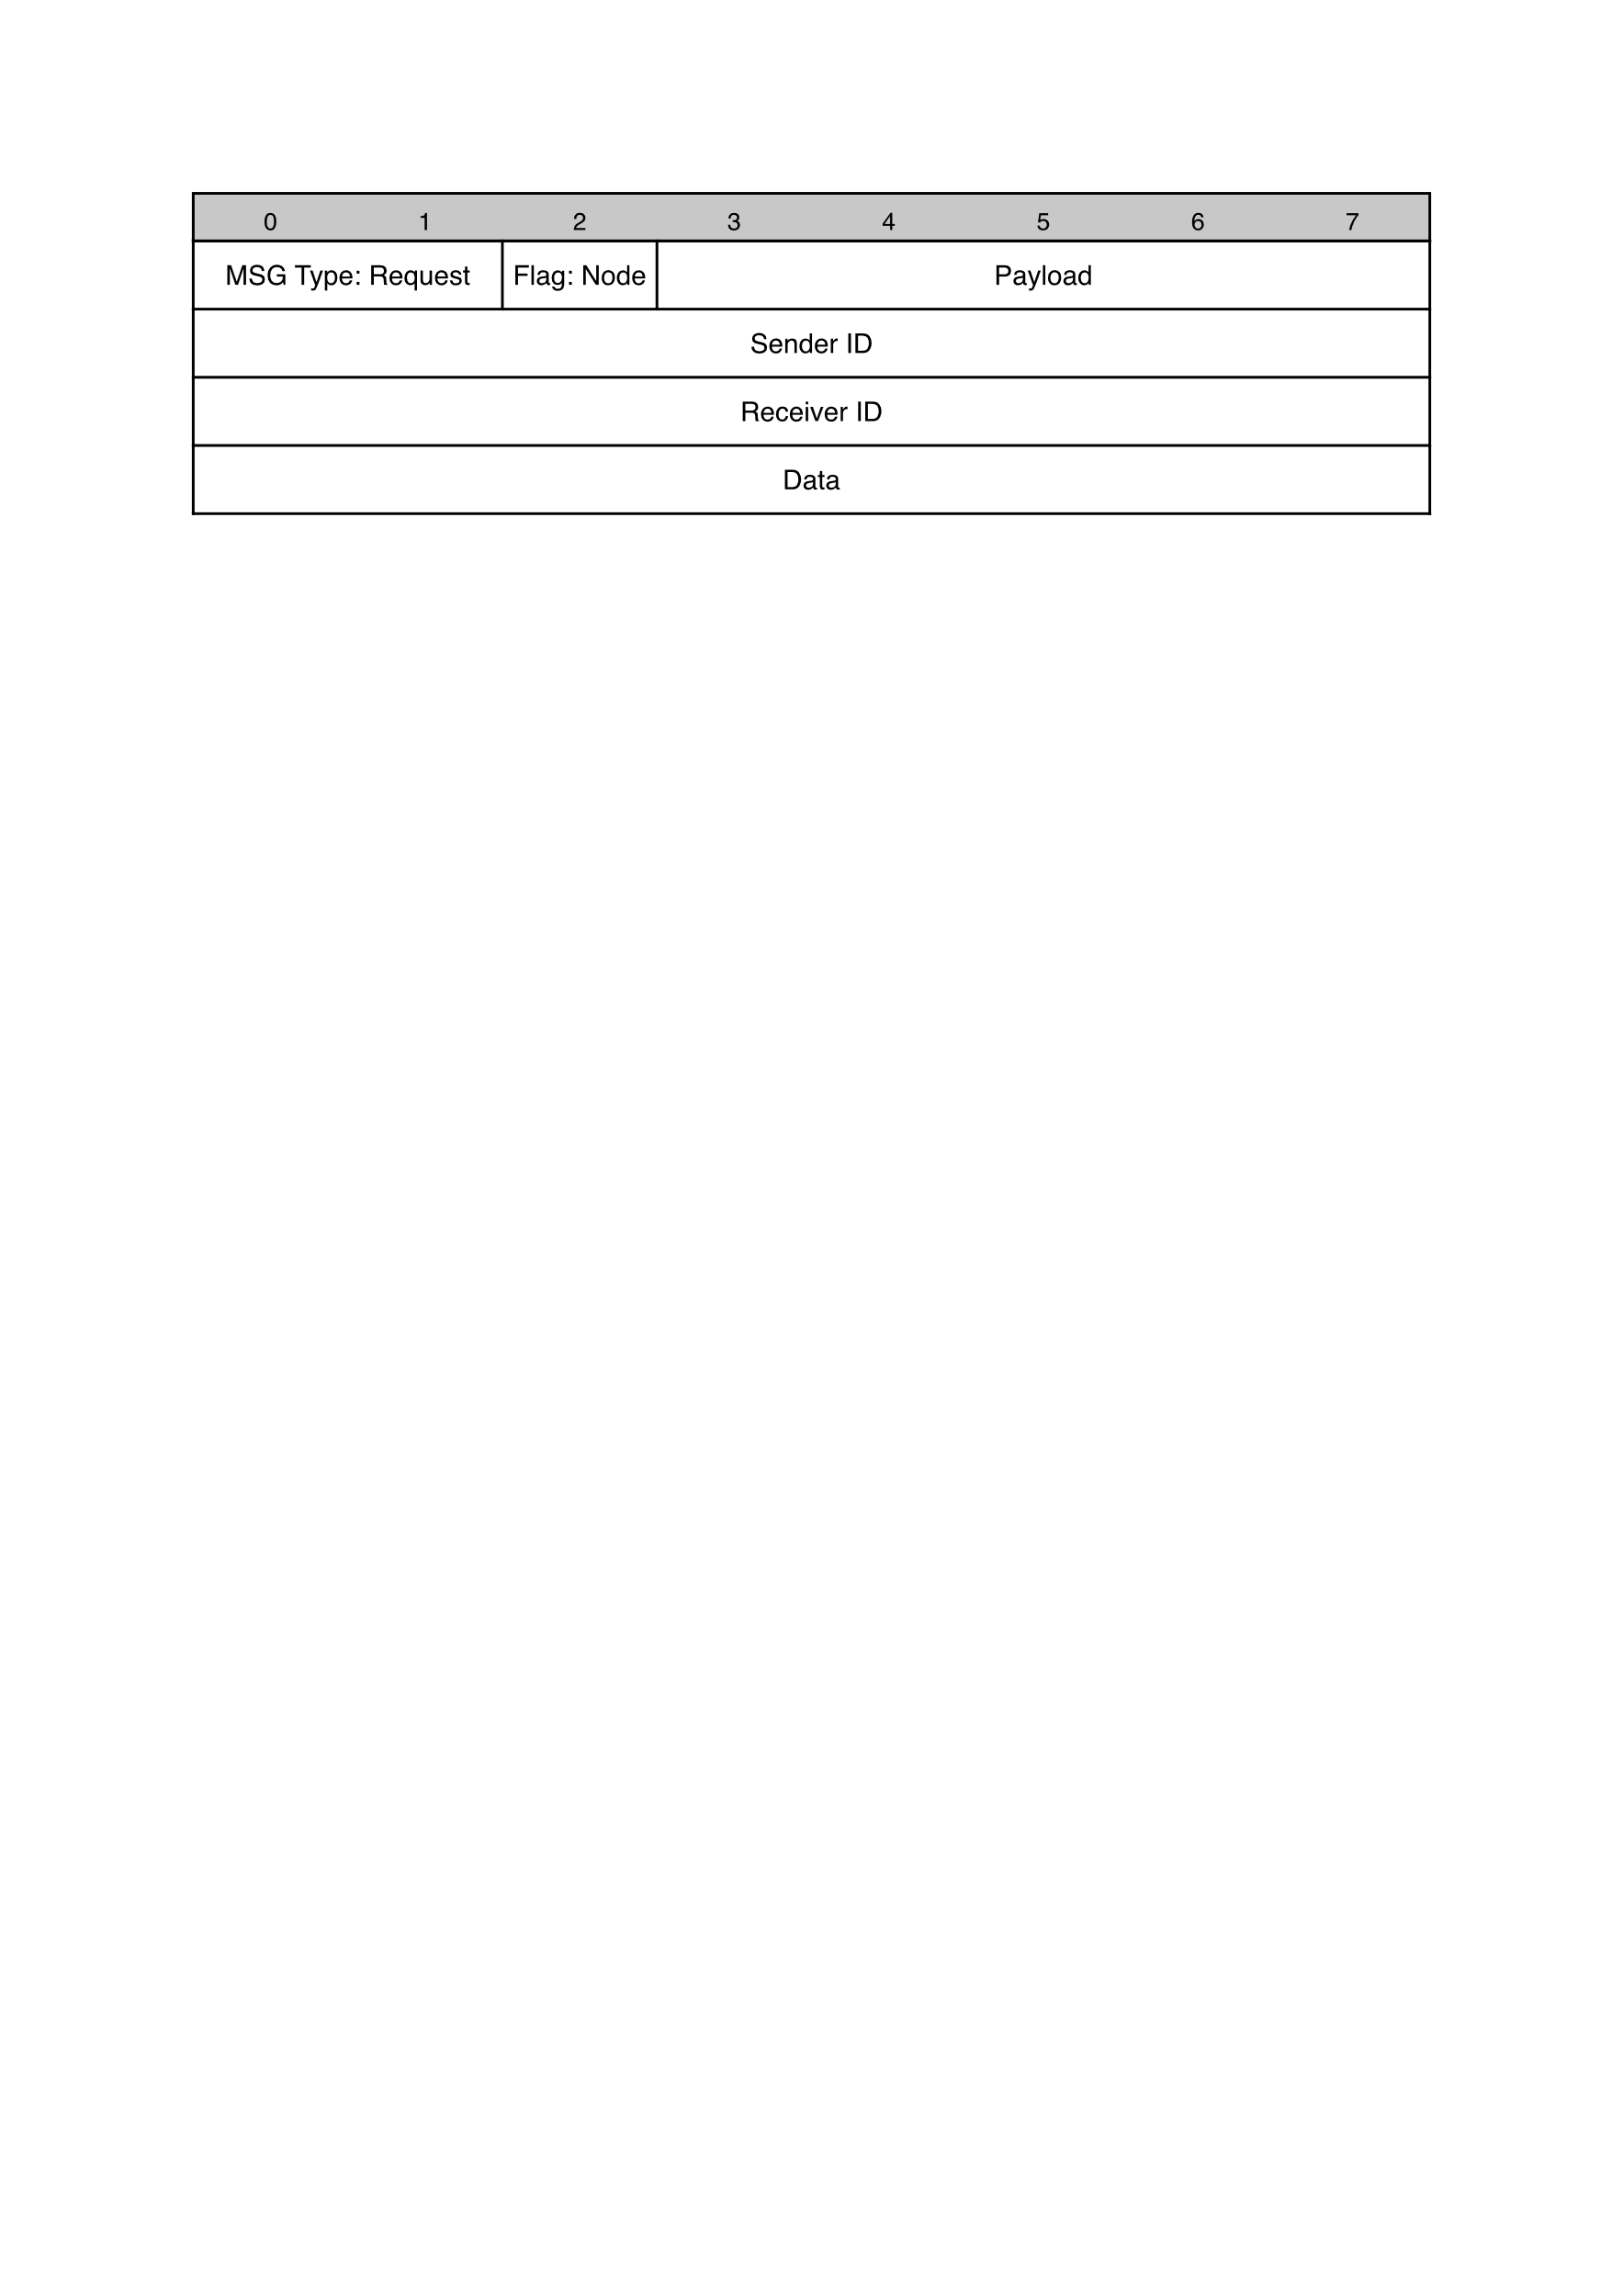 0 1 2 3 4 5 6 7
MSG Type: Request Flag: Node Payload
Sender ID
Receiver ID
Data